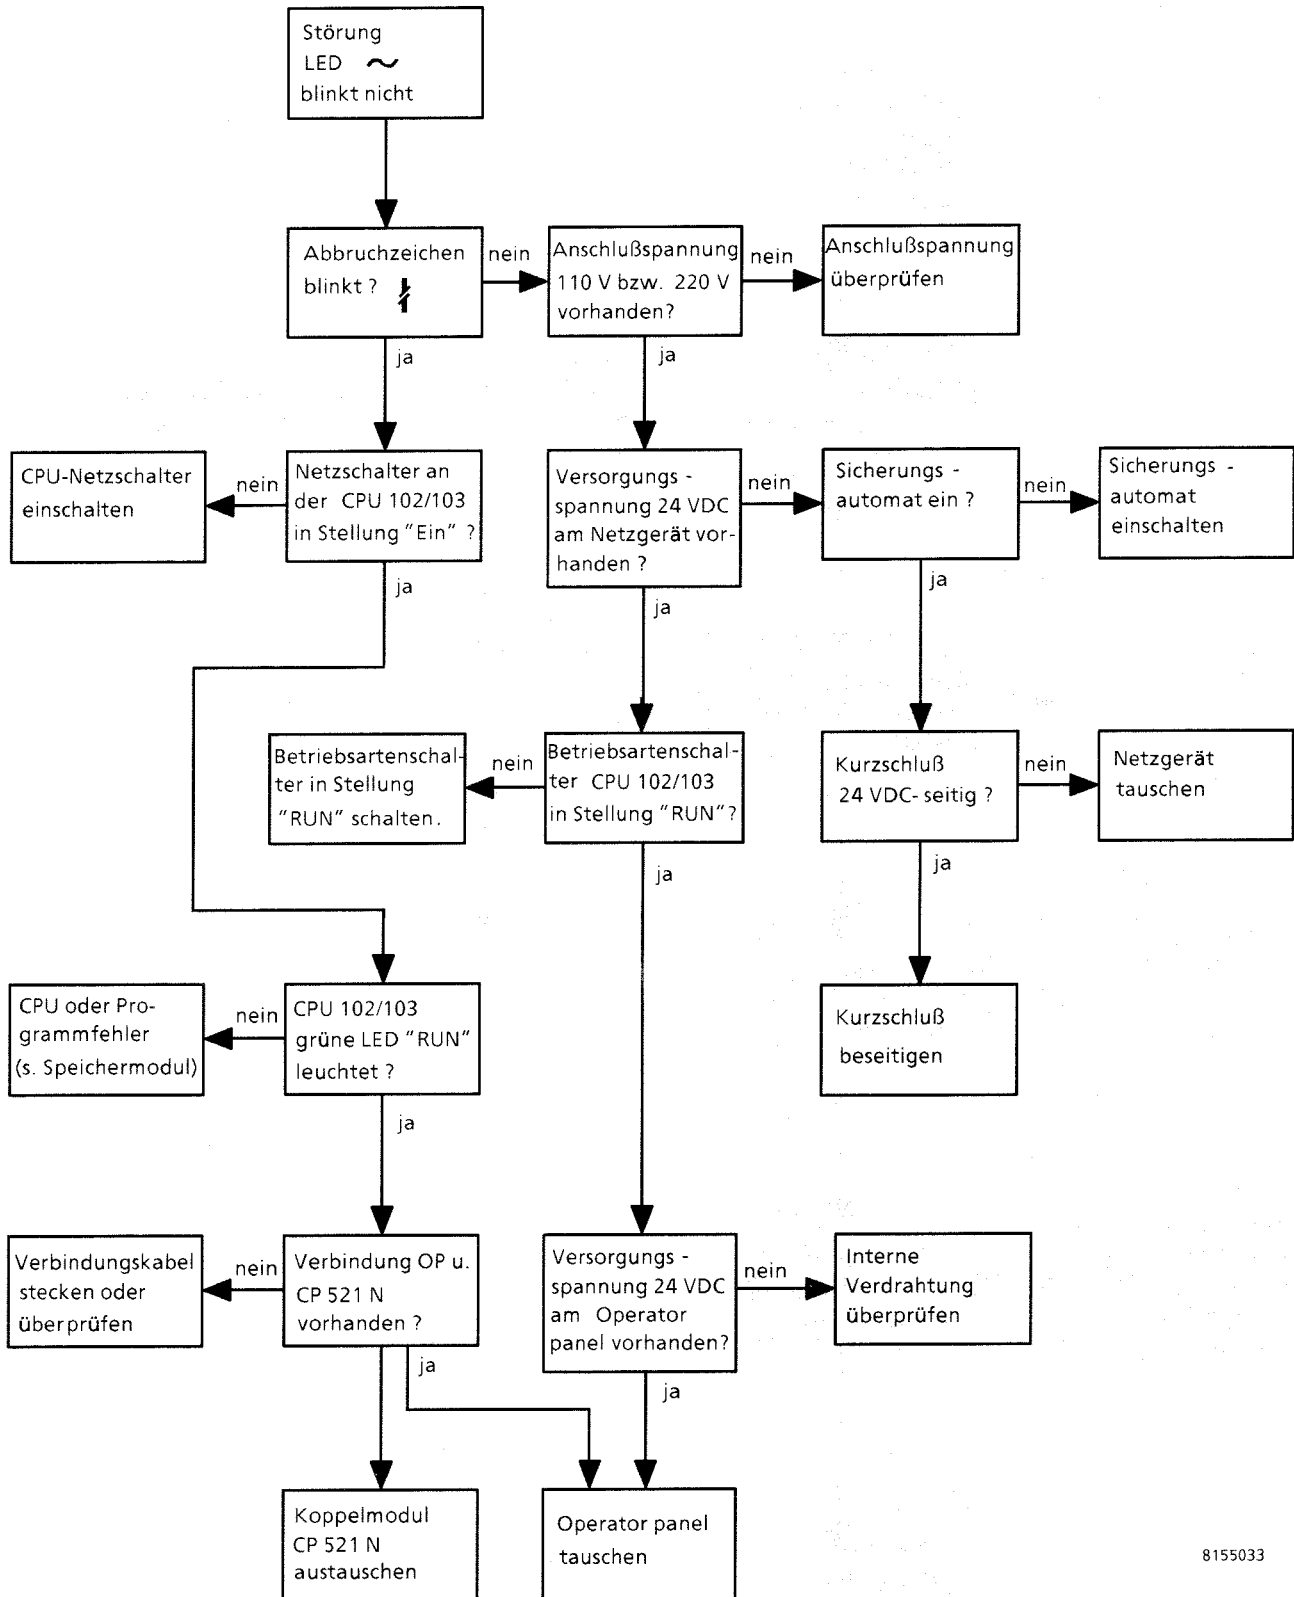 Störung
LED ~
blinkt nicht
Abbruchzeichen
blinkt ?
nein
Anschlußspannung
110 V bzw. 220 V
vorhanden?
nein
Anschlußspannung
überprüfen
ja
ja
CPU-Netzschalter
einschalten
nein
Netzschalter an
der CPU 102/103
in Stellung "Ein" ?
Versorgungs -
spannung 24 VDC
am Netzgerät vor-
handen ?
nein
Sicherungs -
automat ein ?
nein
Sicherungs -
automat
einschalten
ja
ja
ja
Betriebsartenschal-
ter in Stellung
"RUN" schalten.
nein
Betriebsartenschal-
ter CPU 102/103
in Stellung "RUN"?
Kurzschluß
24 VDC- seitig ?
nein
Netzgerät
tauschen
ja
ja
CPU oder Pro-
grammfehler
(s. Speichermodul)
nein
CPU 102/103
grüne LED "RUN"
leuchtet ?
Kurzschluß
beseitigen
ja
Verbindungskabel
stecken oder
überprüfen
nein
Verbindung OP u.
CP 521 N
vorhanden ?
Versorgungs -
spannung 24 VDC
am Operator
panel vorhanden?
nein
Interne
Verdrahtung
überprüfen
ja
ja
Koppelmodul
CP 521 N
austauschen
Operator panel
tauschen
8155033